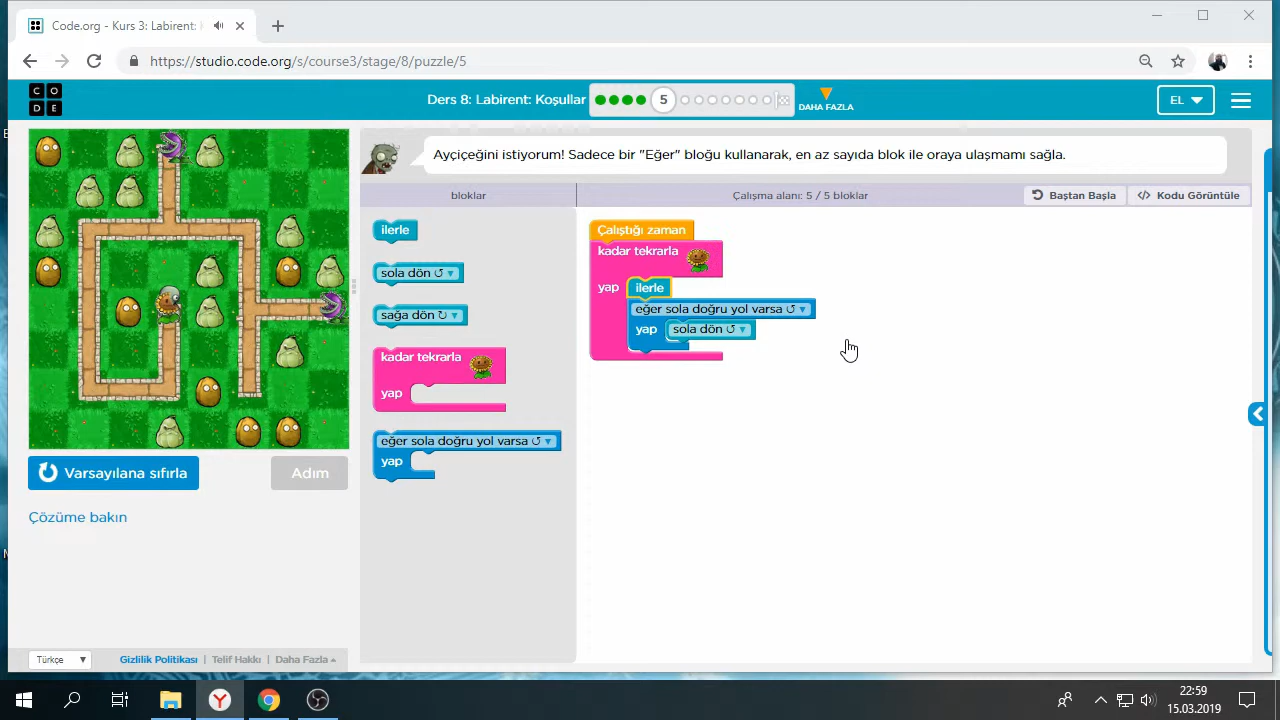 Code.org - Kurs 3: Labirent:
https://studio.code.org/s/course3/stage/8/puzzle/5
C O
D E
Ders 8: Labirent: Koşullar
5
DAHA FAZLA
EL
Ayçiçeğini istiyorum! Sadece bir "Eğer" bloğu kullanarak, en az sayıda blok ile oraya ulaşmamı sağla.
bloklar
Çalışma alanı: 5 / 5 bloklar
Baştan Başla
Kodu Görüntüle
ilerle
sola dön
sağa dön
kadar tekrarla
yap
eğer sola doğru yol varsa
yap
Çalıştığı zaman
kadar tekrarla
yap
ilerle
eğer sola doğru yol varsa
yap
sola dön
Varsayılana sıfırla
Adım
Çözüme bakın
Türkçe
Gizlilik Politikası | Telif Hakkı | Daha Fazla
22:59
15.03.2019